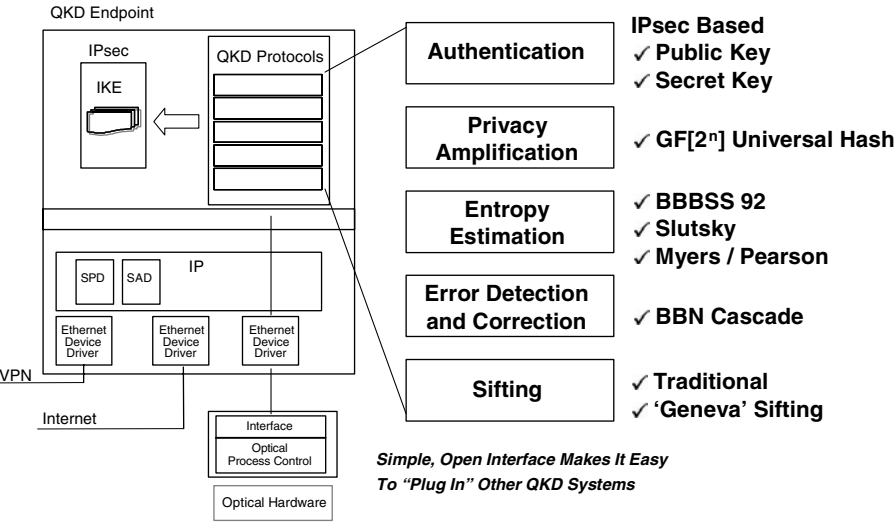 QKD Endpoint
IPsec
IKE
QKD Protocols
SPD
SAD
IP
Ethernet
Device
Driver
Ethernet
Device
Driver
Ethernet
Device
Driver
VPN
Internet
Interface
Optical
Process Control
Optical Hardware
Authentication
IPsec Based
✓ Public Key
✓ Secret Key
Privacy
Amplification
✓ GF[2ⁿ] Universal Hash
Entropy
Estimation
✓ BBBSS 92
✓ Slutsky
✓ Myers / Pearson
Error Detection
and Correction
✓ BBN Cascade
Sifting
✓ Traditional
✓ ‘Geneva’ Sifting
Simple, Open Interface Makes It Easy
To “Plug In” Other QKD Systems